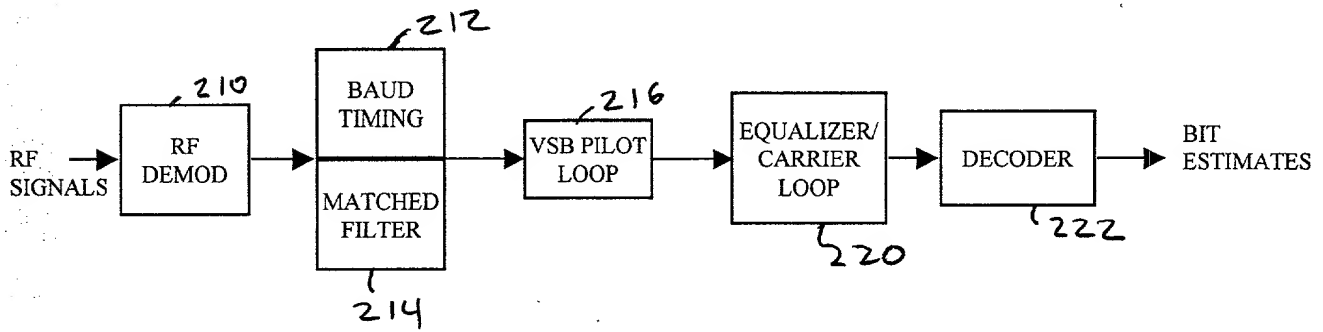 212
210
216
RF
SIGNALS
RF
DEMOD
BAUD
TIMING
MATCHED
FILTER
VSB PILOT
LOOP
EQUALIZER/
CARRIER
LOOP
DECODER
BIT
ESTIMATES
214
220
222